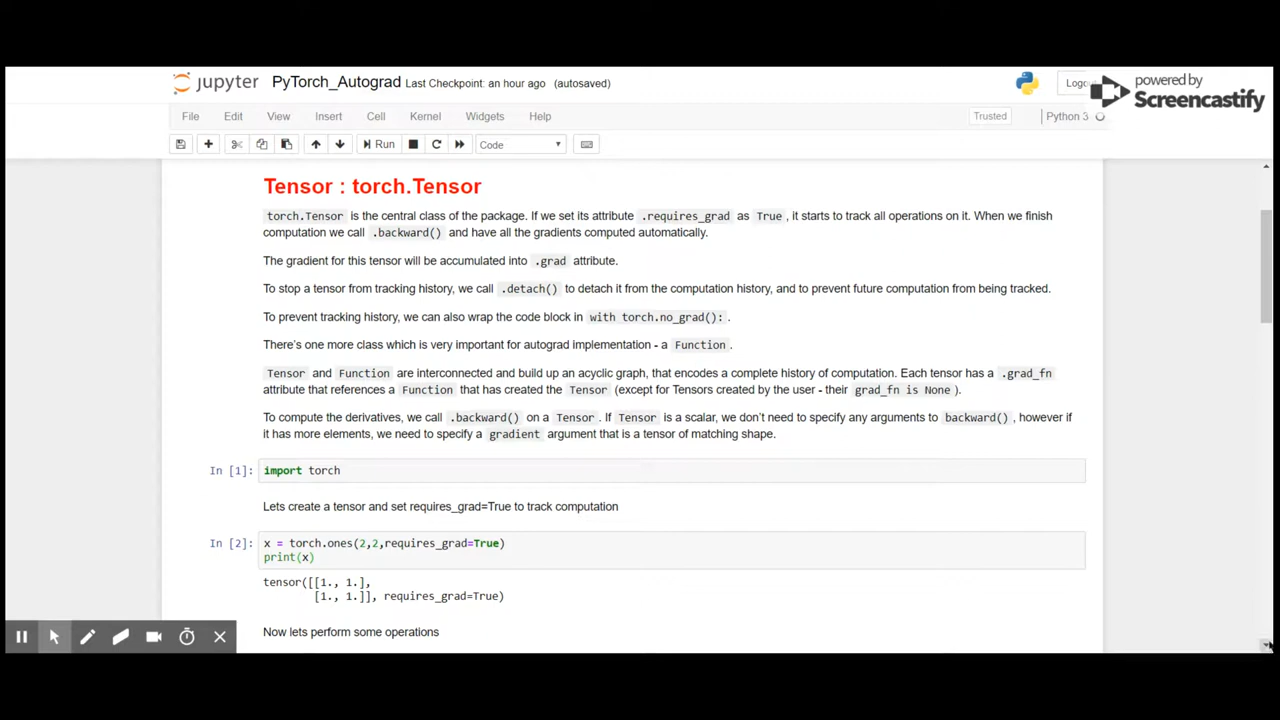 powered by
Screencastify
jupyter PyTorch_Autograd Last Checkpoint: an hour ago (autosaved)
File Edit View Insert Cell Kernel Widgets Help Trusted Python 3
Run Code
Tensor : torch.Tensor
torch.Tensor is the central class of the package. If we set its attribute .requires_grad as True , it starts to track all operations on it. When we finish
computation we call .backward() and have all the gradients computed automatically.
The gradient for this tensor will be accumulated into .grad attribute.
To stop a tensor from tracking history, we call .detach() to detach it from the computation history, and to prevent future computation from being tracked.
To prevent tracking history, we can also wrap the code block in with torch.no_grad(): .
There's one more class which is very important for autograd implementation - a Function .
Tensor and Function are interconnected and build up an acyclic graph, that encodes a complete history of computation. Each tensor has a .grad_fn
attribute that references a Function that has created the Tensor (except for Tensors created by the user - their grad_fn is None ).
To compute the derivatives, we call .backward() on a Tensor . If Tensor is a scalar, we don't need to specify any arguments to backward() , however if
it has more elements, we need to specify a gradient argument that is a tensor of matching shape.
In [1]: import torch
Lets create a tensor and set requires_grad=True to track computation
In [2]: x = torch.ones(2,2,requires_grad=True)
print(x)
tensor([[1., 1.],
[1., 1.]], requires_grad=True)
Now lets perform some operations